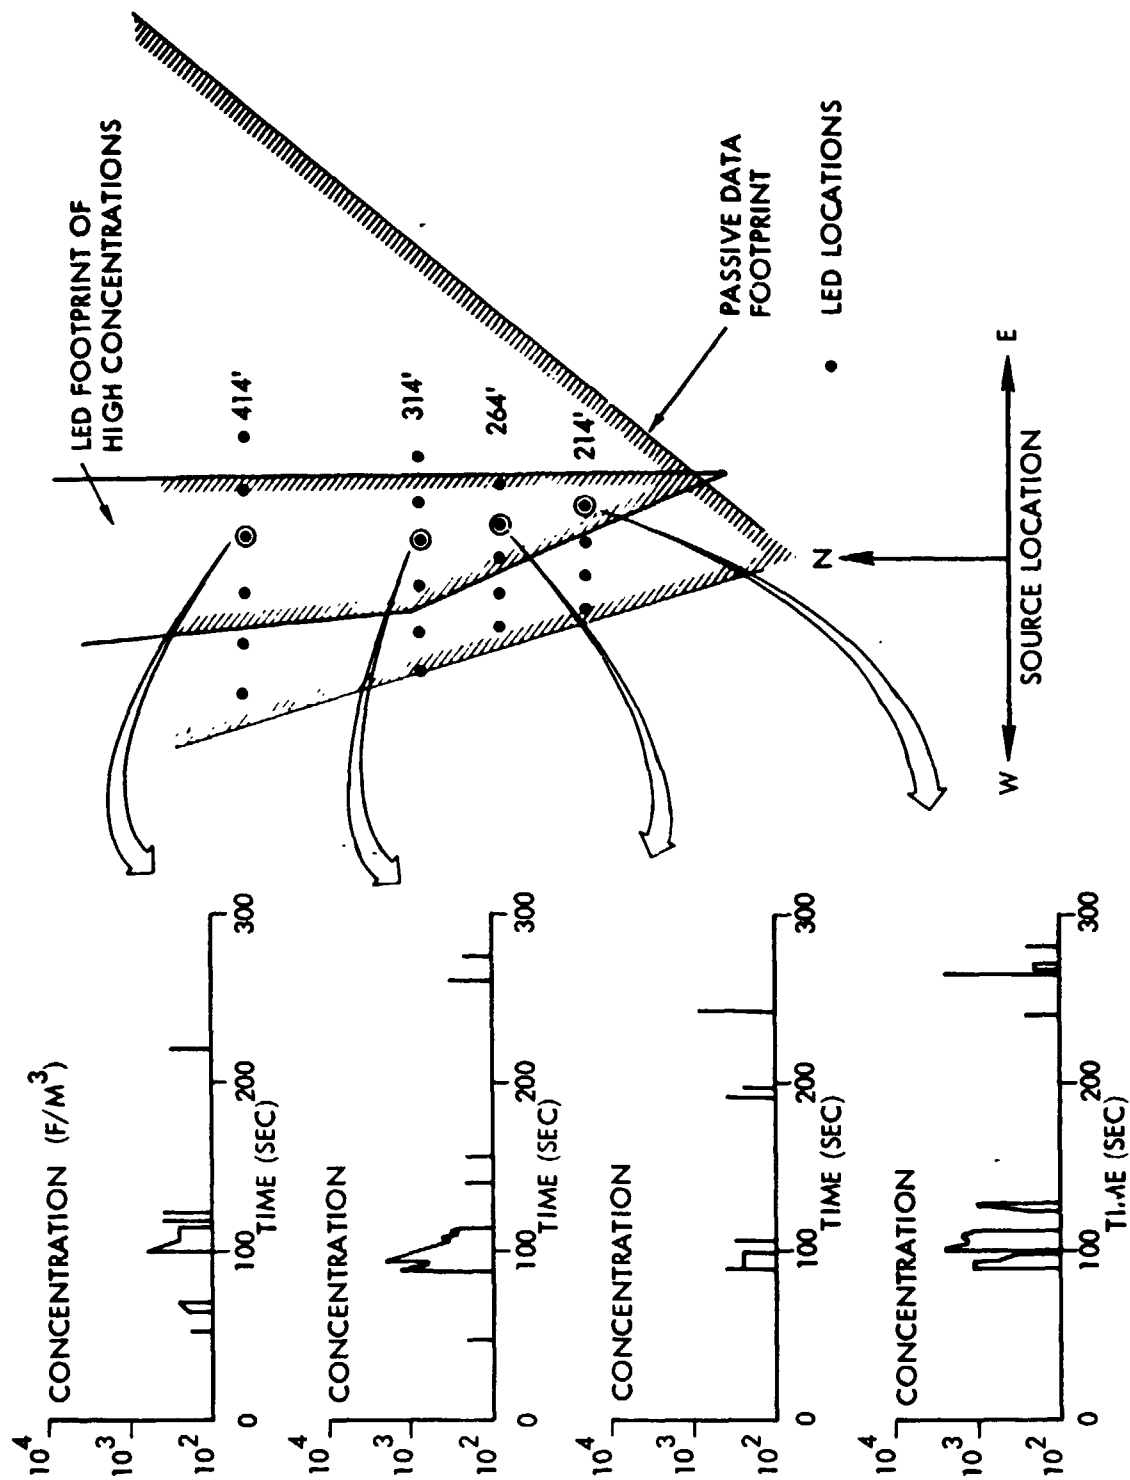 LED FOOTPRINT OF
HIGH CONCENTRATIONS
414'
314'
264'
214'
PASSIVE DATA
FOOTPRINT
LED LOCATIONS
N
W
E
SOURCE LOCATION
CONCENTRATION (F/M³)
10⁴
10³
10²
0
100
200
300
TIME (SEC)
CONCENTRATION
10⁴
10³
10²
0
100
200
300
TIME (SEC)
CONCENTRATION
10⁴
10³
10²
0
100
200
300
TIME (SEC)
CONCENTRATION
10⁴
10³
10²
0
100
200
300
TIME (SEC)